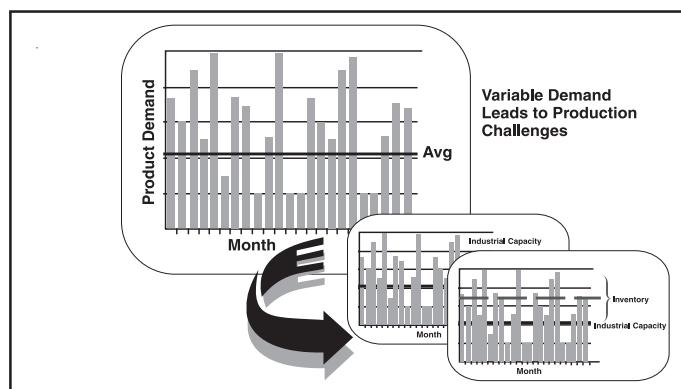 Product Demand
Avg
Month
Variable Demand
Leads to Production
Challenges
Industrial Capacity
Month
Inventory
Industrial Capacity
Month